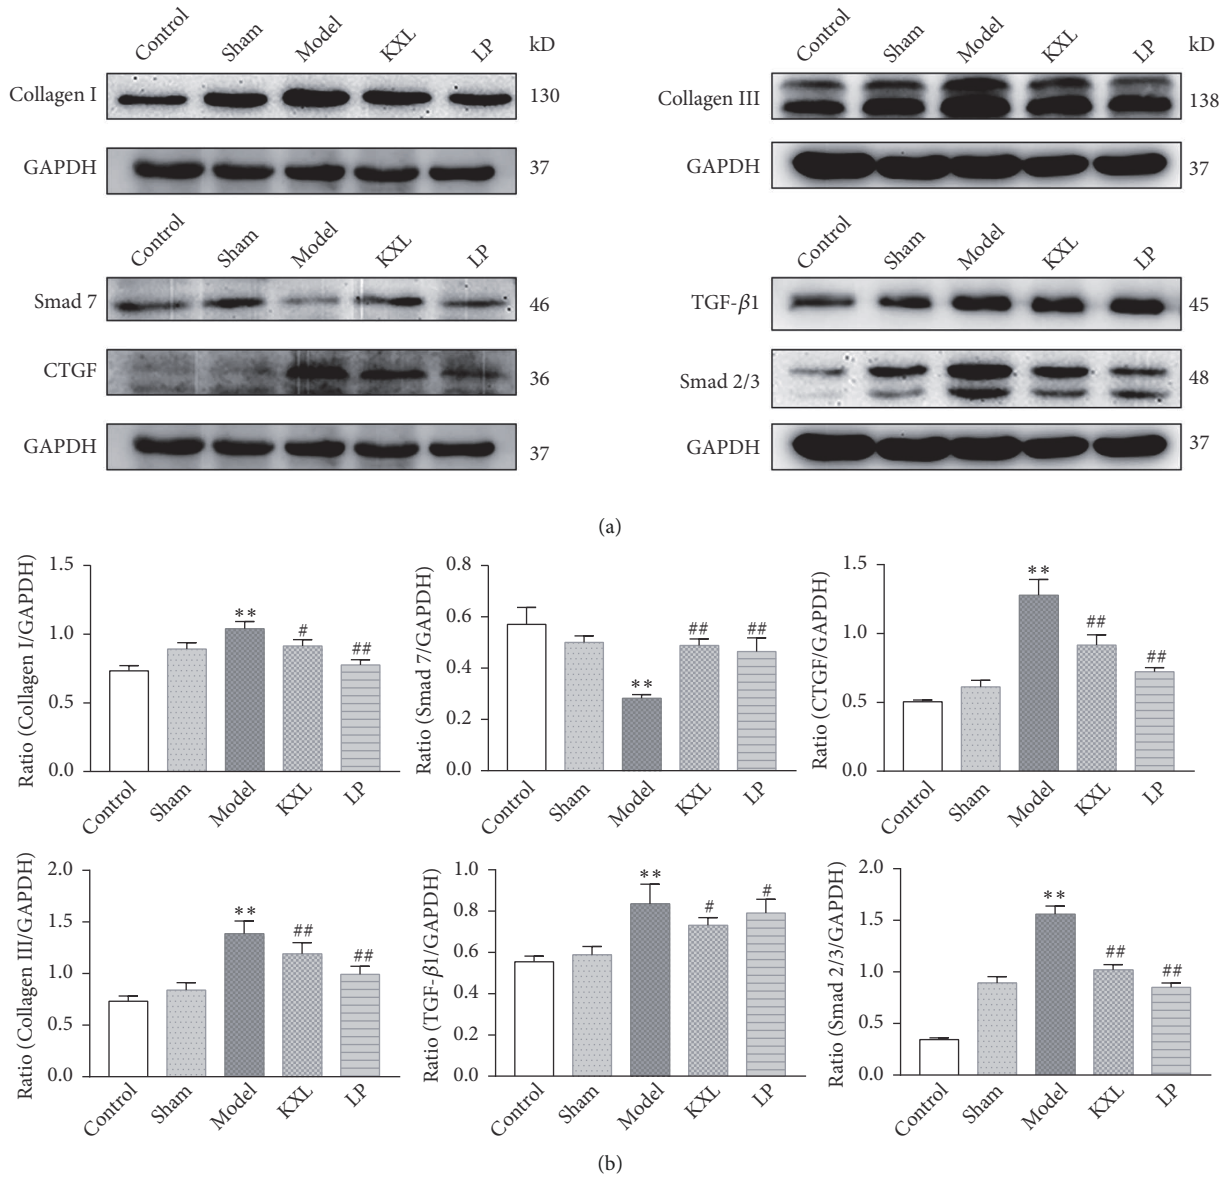 Control Sham Model KXL LP kD
Collagen I 130
GAPDH 37
Control Sham Model KXL LP
Smad 7 46
CTGF 36
GAPDH 37
Control Sham Model KXL LP kD
Collagen III 138
GAPDH 37
Control Sham Model KXL LP
TGF-β1 45
Smad 2/3 48
GAPDH 37
(a)
Ratio (Collagen I/GAPDH)
1.5
1.0
0.5
0.0
**
#
##
Control Sham Model KXL LP
Ratio (Smad 7/GAPDH)
0.8
0.6
0.4
0.2
0.0
**
##
##
Control Sham Model KXL LP
Ratio (CTGF/GAPDH)
1.5
1.0
0.5
0.0
**
##
##
Control Sham Model KXL LP
Ratio (Collagen III/GAPDH)
2.0
1.5
1.0
0.5
0.0
**
##
##
Control Sham Model KXL LP
Ratio (TGF-β1/GAPDH)
1.0
0.8
0.6
0.4
0.2
0.0
**
#
#
Control Sham Model KXL LP
Ratio (Smad 2/3/GAPDH)
2.0
1.5
1.0
0.5
0.0
**
##
##
Control Sham Model KXL LP
(b)